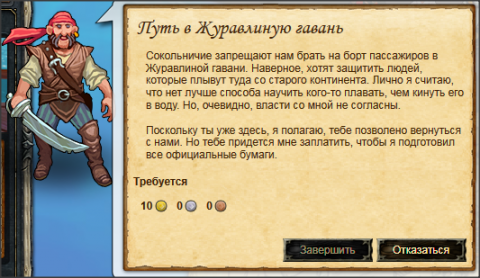 Путь в Журавлиную гавань
Сокольничие запрещают нам брать на борт пассажиров в
Журавлиной гавани. Наверное, хотят защитить людей,
которые плывут туда со старого континента. Лично я считаю,
что нет лучше способа научить кого-то плавать, чем кинуть его
в воду. Но, очевидно, власти со мной не согласны.
Поскольку ты уже здесь, я полагаю, тебе позволено вернуться
с нами. Но тебе придется мне заплатить, чтобы я подготовил
все официальные бумаги.
Требуется
10 0 0
Завершить Отказаться